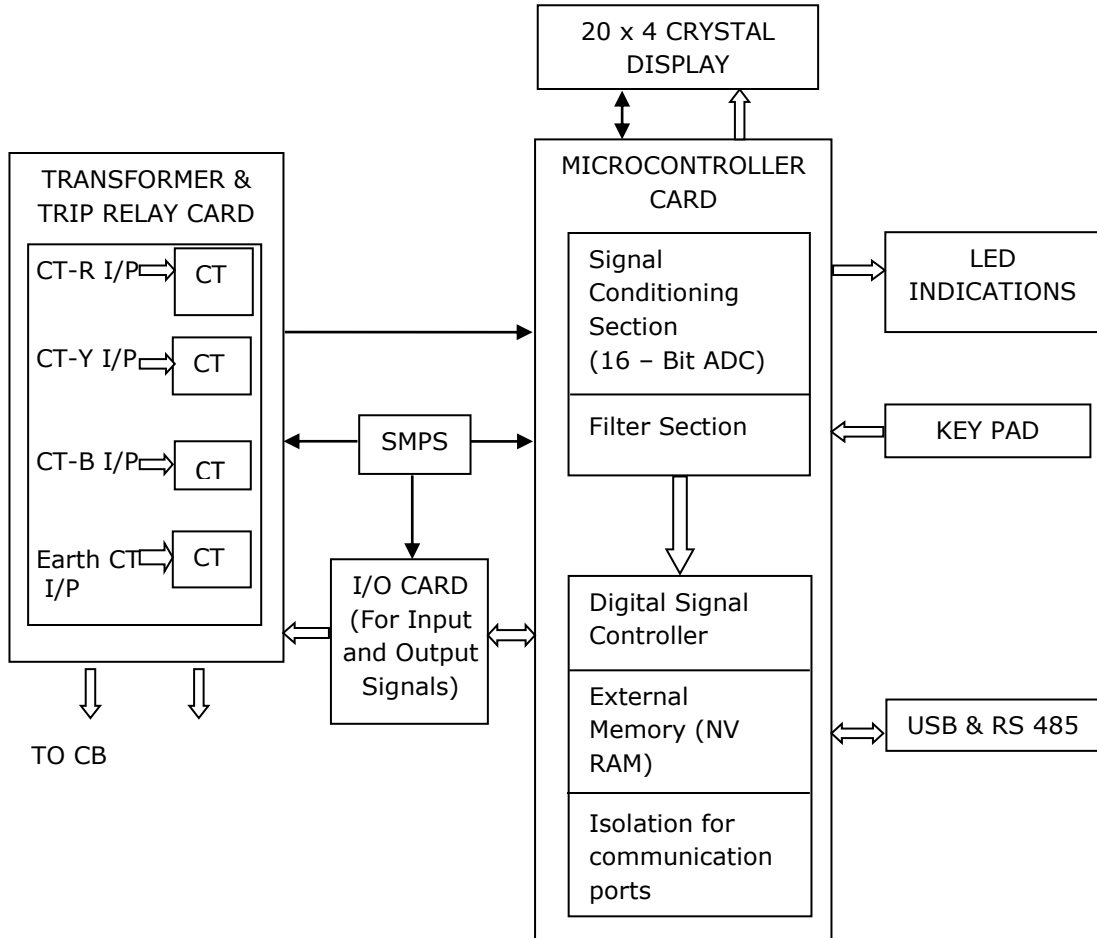 20 x 4 CRYSTAL
DISPLAY
TRANSFORMER &
TRIP RELAY CARD
CT-R I/P
CT
CT-Y I/P
CT
CT-B I/P
CT
Earth CT
I/P
CT
TO CB
SMPS
I/O CARD
(For Input
and Output
Signals)
MICROCONTROLLER
CARD
Signal
Conditioning
Section
(16 – Bit ADC)
Filter Section
Digital Signal
Controller
External
Memory (NV
RAM)
Isolation for
communication
ports
LED
INDICATIONS
KEY PAD
USB & RS 485